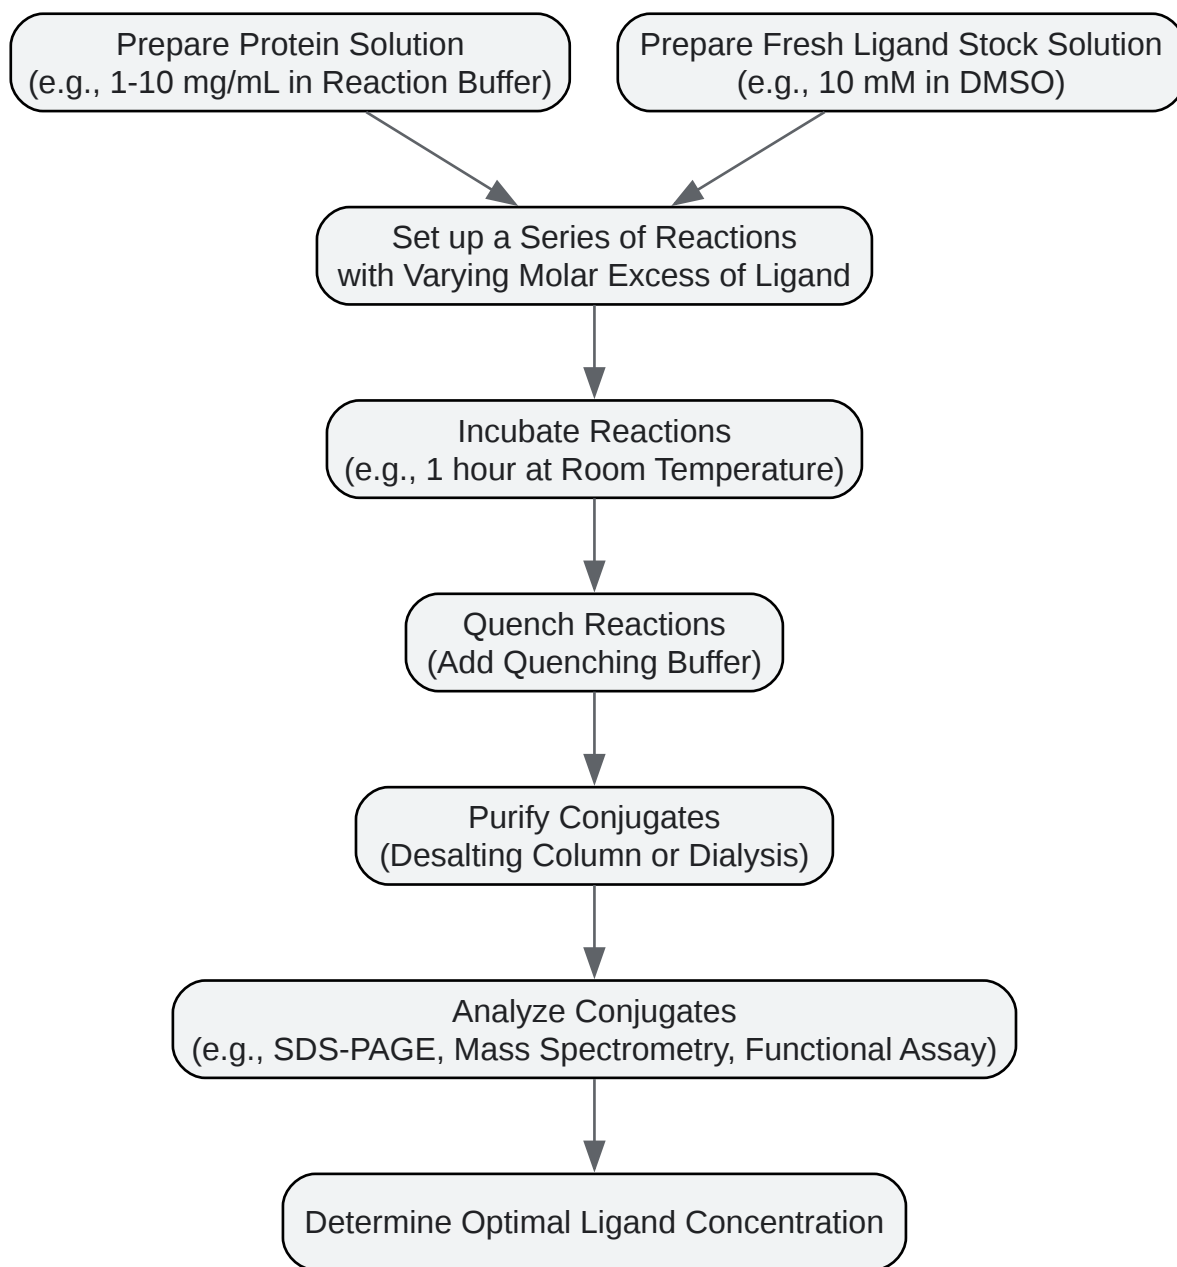 Prepare Protein Solution
(e.g., 1-10 mg/mL in Reaction Buffer)
Prepare Fresh Ligand Stock Solution
(e.g., 10 mM in DMSO)
Set up a Series of Reactions
with Varying Molar Excess of Ligand
Incubate Reactions
(e.g., 1 hour at Room Temperature)
Quench Reactions
(Add Quenching Buffer)
Purify Conjugates
(Desalting Column or Dialysis)
Analyze Conjugates
(e.g., SDS-PAGE, Mass Spectrometry, Functional Assay)
Determine Optimal Ligand Concentration